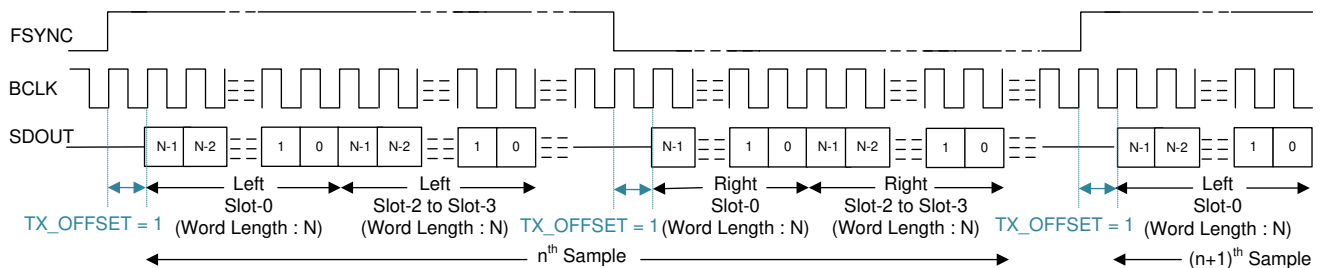 FSYNC
BCLK
SDOUT
N-1 N-2 1 0 N-1 N-2 1 0 N-1 1 0 N-1 N-2 1 0 N-1 N-2 1 0
Left Left Right Right Left
Slot-0 Slot-2 to Slot-3 Slot-0 Slot-2 to Slot-3 Slot-0
TX_OFFSET = 1 (Word Length : N) (Word Length : N) TX_OFFSET = 1 (Word Length : N) (Word Length : N) TX_OFFSET = 1 (Word Length : N)
nth Sample (n+1)th Sample